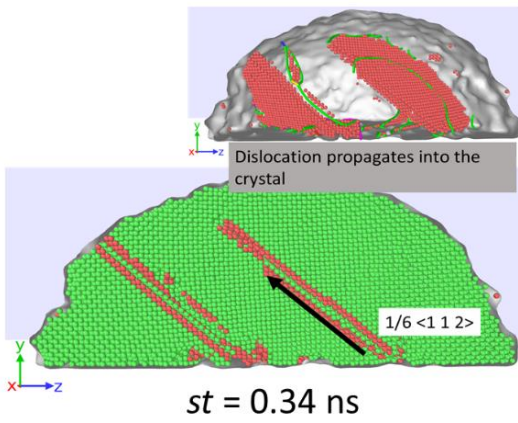 y
x z
Dislocation propagates into the
crystal
1/6 <1 1 2>
y
x z
st = 0.34 ns